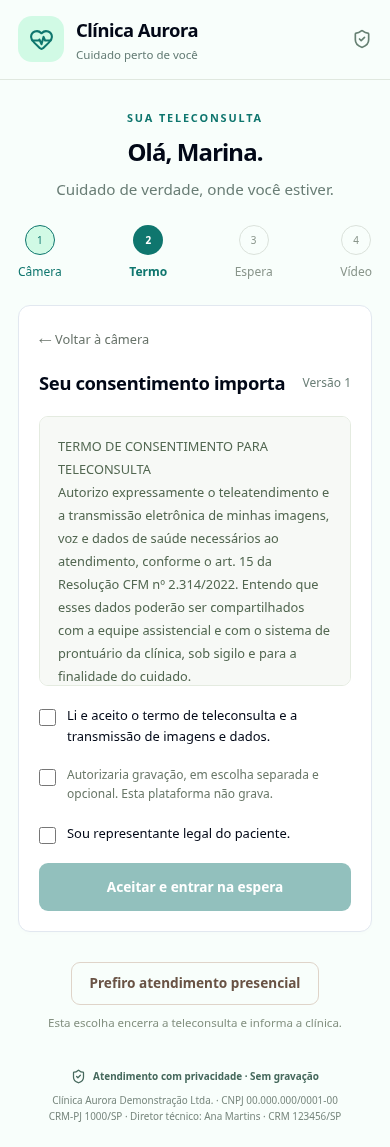 Clínica Aurora
Cuidado perto de você
SUA TELECONSULTA
Olá, Marina.
Cuidado de verdade, onde você estiver.
1
2
3
4
Câmera
Termo
Espera
Vídeo
← Voltar à câmera
Seu consentimento importa
Versão 1
TERMO DE CONSENTIMENTO PARA
TELECONSULTA
Autorizo expressamente o teleatendimento e
a transmissão eletrônica de minhas imagens,
voz e dados de saúde necessários ao
atendimento, conforme o art. 15 da
Resolução CFM nº 2.314/2022. Entendo que
esses dados poderão ser compartilhados
com a equipe assistencial e com o sistema de
prontuário da clínica, sob sigilo e para a
finalidade do cuidado.
Li e aceito o termo de teleconsulta e a
transmissão de imagens e dados.
Autorizaria gravação, em escolha separada e
opcional. Esta plataforma não grava.
Sou representante legal do paciente.
Aceitar e entrar na espera
Prefiro atendimento presencial
Esta escolha encerra a teleconsulta e informa a clínica.
Atendimento com privacidade · Sem gravação
Clínica Aurora Demonstração Ltda. · CNPJ 00.000.000/0001-00
CRM-PJ 1000/SP · Diretor técnico: Ana Martins · CRM 123456/SP